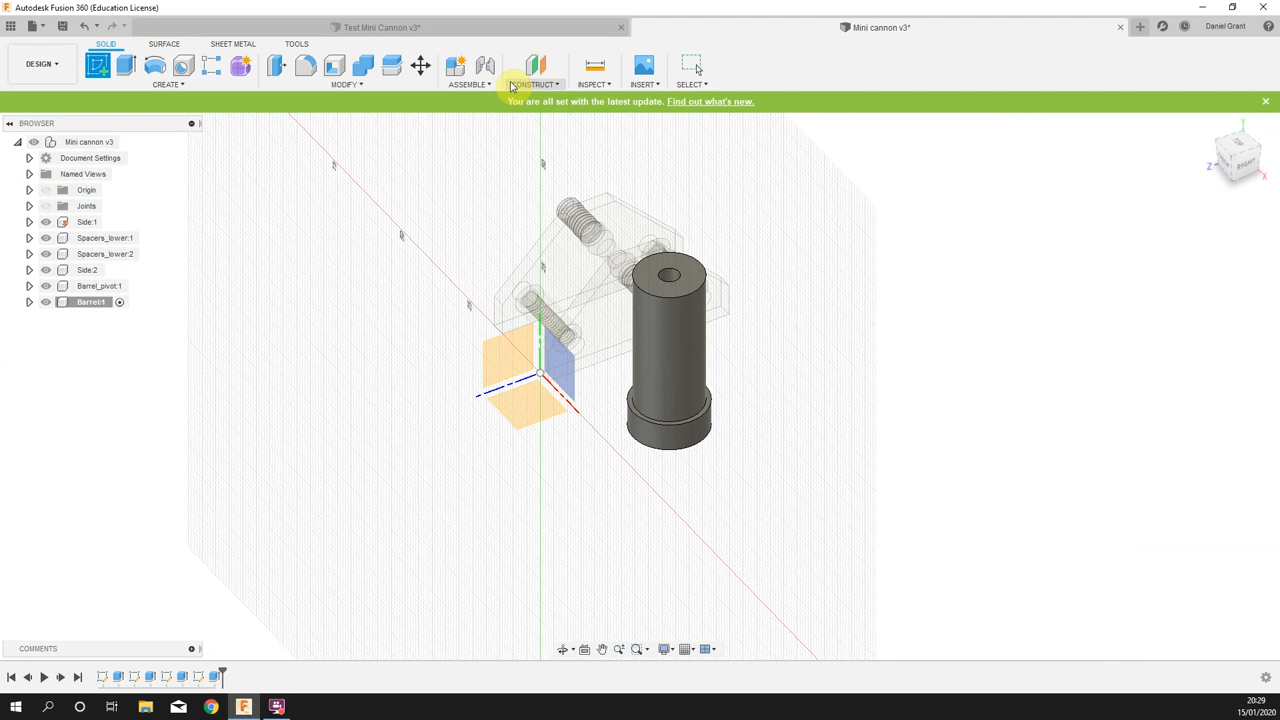 Autodesk Fusion 360 (Education License)
Test Mini Cannon v3*
Mini cannon v3*
Daniel Grant
DESIGN
SOLID
SURFACE
SHEET METAL
TOOLS
CREATE
MODIFY
ASSEMBLE
CONSTRUCT
INSPECT
INSERT
SELECT
You are all set with the latest update. Find out what's new.
BROWSER
Mini cannon v3
Document Settings
Named Views
Origin
Joints
Side:1
Spacers_lower:1
Spacers_lower:2
Side:2
Barrel_pivot:1
Barrel:1
Y
Z
X
RIGHT
COMMENTS
20:29
15/01/2020